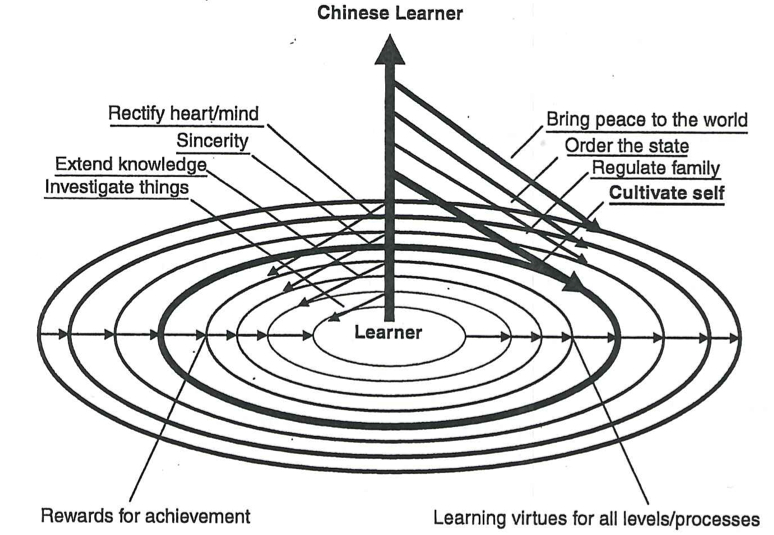 Chinese Learner
Rectify heart/mind
Sincerity
Extend knowledge
Investigate things
Bring peace to the world
Order the state
Regulate family
Cultivate self
Learner
Rewards for achievement
Learning virtues for all levels/processes